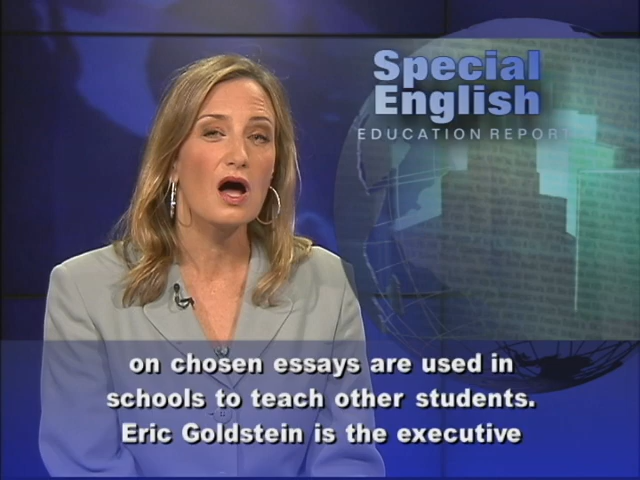 Special
English
EDUCATION REPORT
on chosen essays are used in
schools to teach other students.
Eric Goldstein is the executive